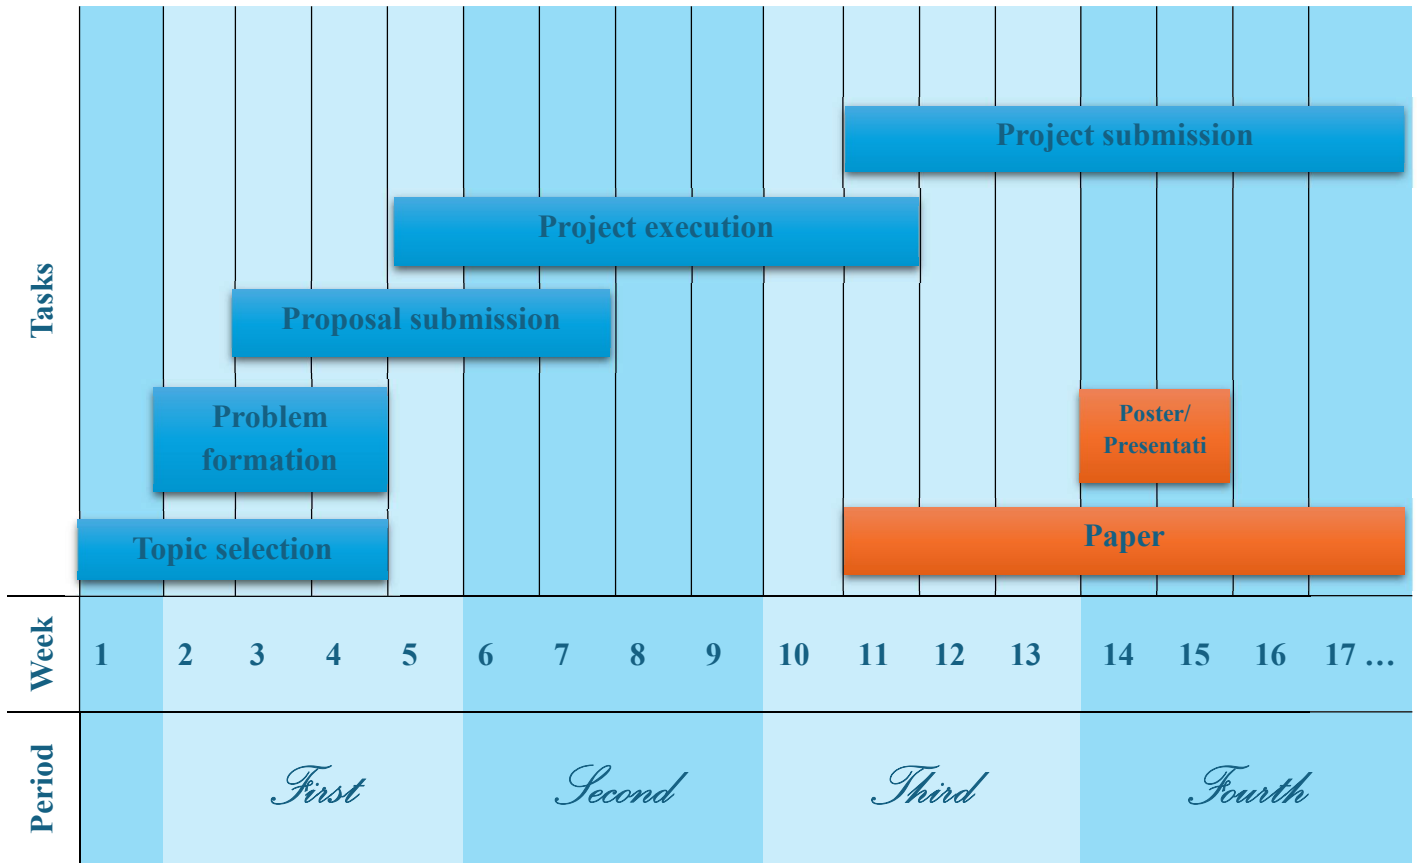 Project submission
Project execution
Tasks
Proposal submission
Problem
formation
Poster/
Presentati
Topic selection
Paper
Week
1 2 3 4 5 6 7 8 9 10 11 12 13 14 15 16 17 ...
Period
First Second Third Fourth